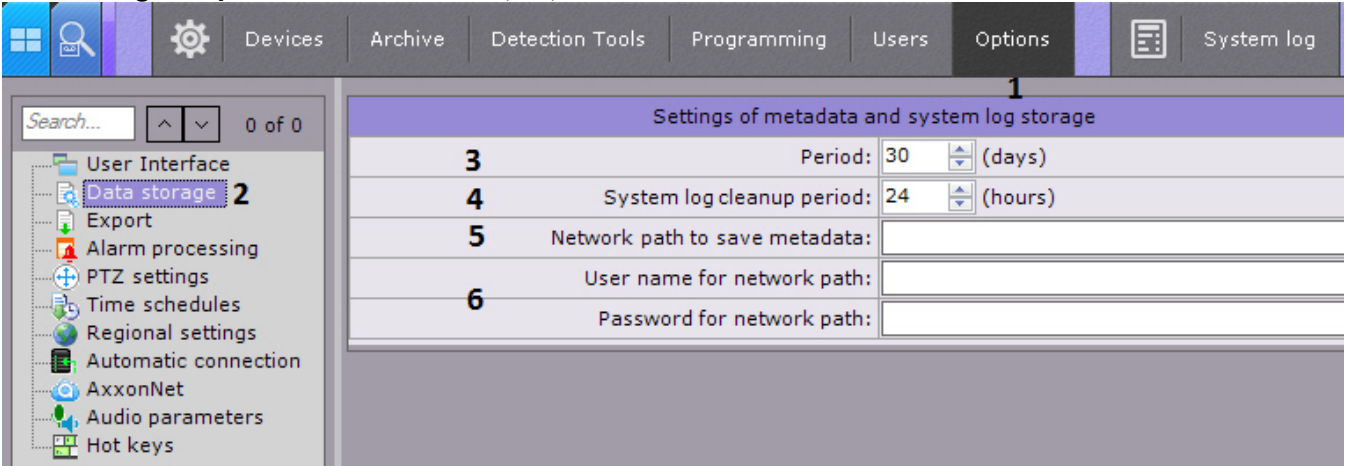 Devices Archive Detection Tools Programming Users Options System log
1
Search... 0 of 0
User Interface
Data storage 2
Export
Alarm processing
PTZ settings
Time schedules
Regional settings
Automatic connection
AxxonNet
Audio parameters
Hot keys
Settings of metadata and system log storage
3 Period: 30 (days)
4 System log cleanup period: 24 (hours)
5 Network path to save metadata:
User name for network path:
6
Password for network path: